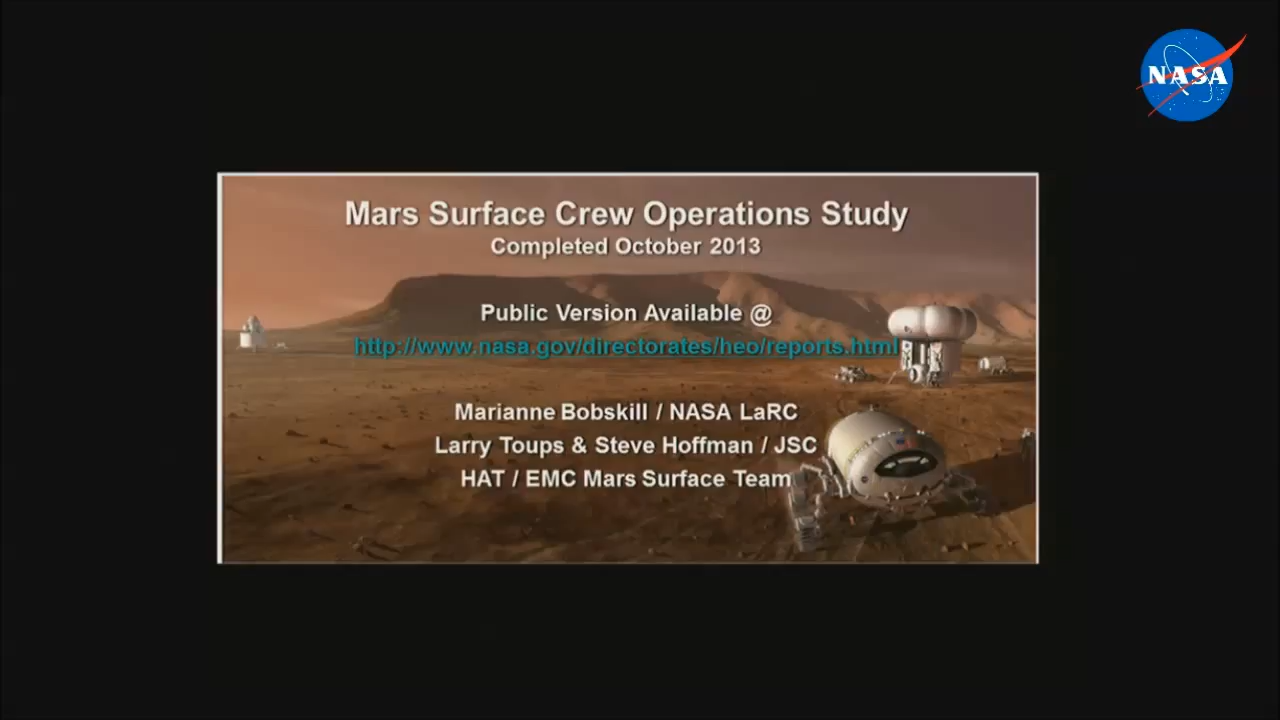 NASA
Mars Surface Crew Operations Study
Completed October 2013
Public Version Available @
http://www.nasa.gov/directorates/heo/reports.html
Marianne Bobskill / NASA LaRC
Larry Toups & Steve Hoffman / JSC
HAT / EMC Mars Surface Team